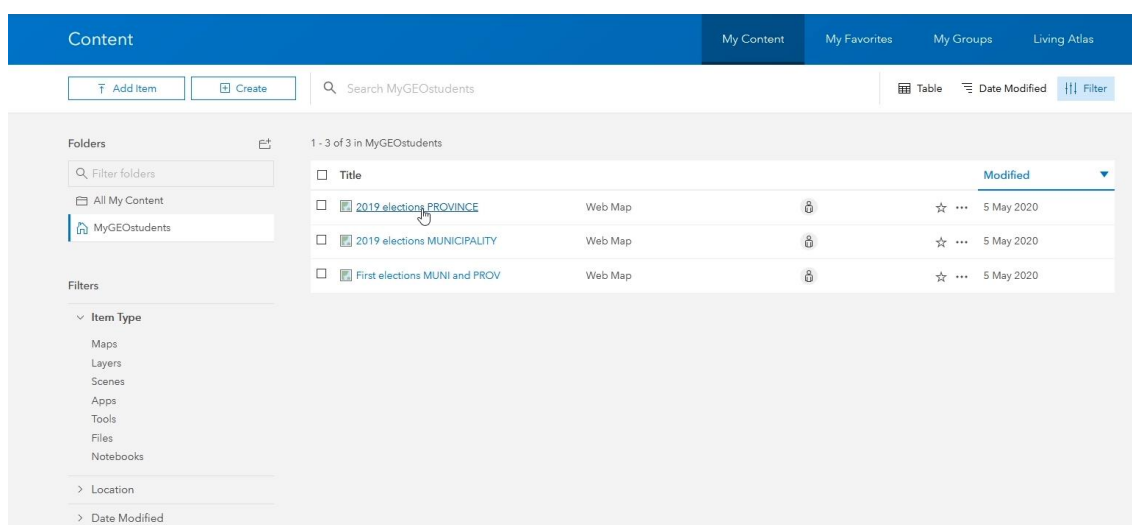 Content
My Content My Favorites My Groups Living Atlas
Add Item Create Search MyGEOstudents Table Date Modified Filter
Folders
Filter folders
All My Content
MyGEOstudents
Filters
Item Type
Maps
Layers
Scenes
Apps
Tools
Files
Notebooks
Location
Date Modified
1 - 3 of 3 in MyGEOstudents
Title Modified
2019 elections PROVINCE Web Map 5 May 2020
2019 elections MUNICIPALITY Web Map 5 May 2020
First elections MUNI and PROV Web Map 5 May 2020